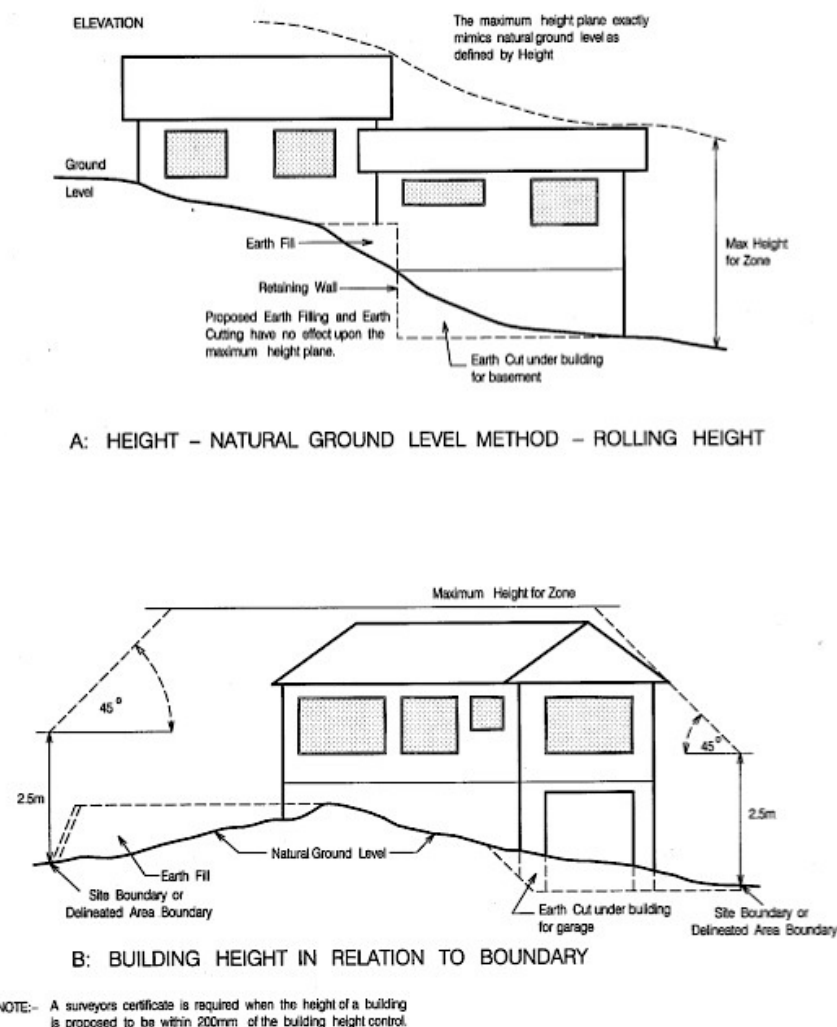 ELEVATION
The maximum height plane exactly
mimics natural ground level as
defined by Height
Ground
Level
Earth Fill
Retaining Wall
Proposed Earth Filling and Earth
Cutting have no effect upon the
maximum height plane.
Max Height
for Zone
Earth Cut under building
for basement
A: HEIGHT – NATURAL GROUND LEVEL METHOD – ROLLING HEIGHT
Maximum Height for Zone
45°
45°
2.5m
2.5m
Natural Ground Level
Earth Fill
Site Boundary or
Delineated Area Boundary
Earth Cut under building
for garage
Site Boundary or
Delineated Area Boundary
B: BUILDING HEIGHT IN RELATION TO BOUNDARY
NOTE:– A surveyors certificate is required when the height of a building
is proposed to be within 200mm of the building height control.